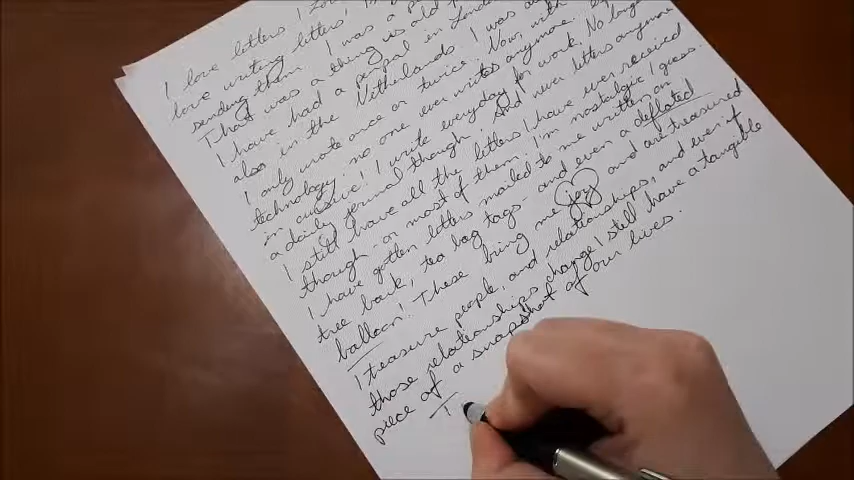 I love letters! I lov
love writing letters,
sending them. I was a p
That was a thing is old
I have had a penpal in London
also in the Netherlands. I was a
I only wrote once or twice. Now, with
technology, no one ever writes anymore.
in cursive! I write everyday for work. No longer
a daily journal though. And never letters anymore
I still have all the letters I have ever received
though - or most of them. I'm nostalgic I guess.
I have gotten letters mailed to me written on
tree bark, tea bag tags - and even a deflated
balloon! These bring me joy and are treasured
I treasure people, and relationships, and even if
those relationships change I still have a tangible
piece of a snapshot of our lives.
T